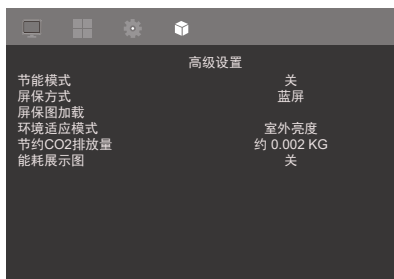 高级设置
节能模式 关
屏保方式 蓝屏
屏保图加载
环境适应模式 室外亮度
节约CO2排放量 约 0.002 KG
能耗展示图 关